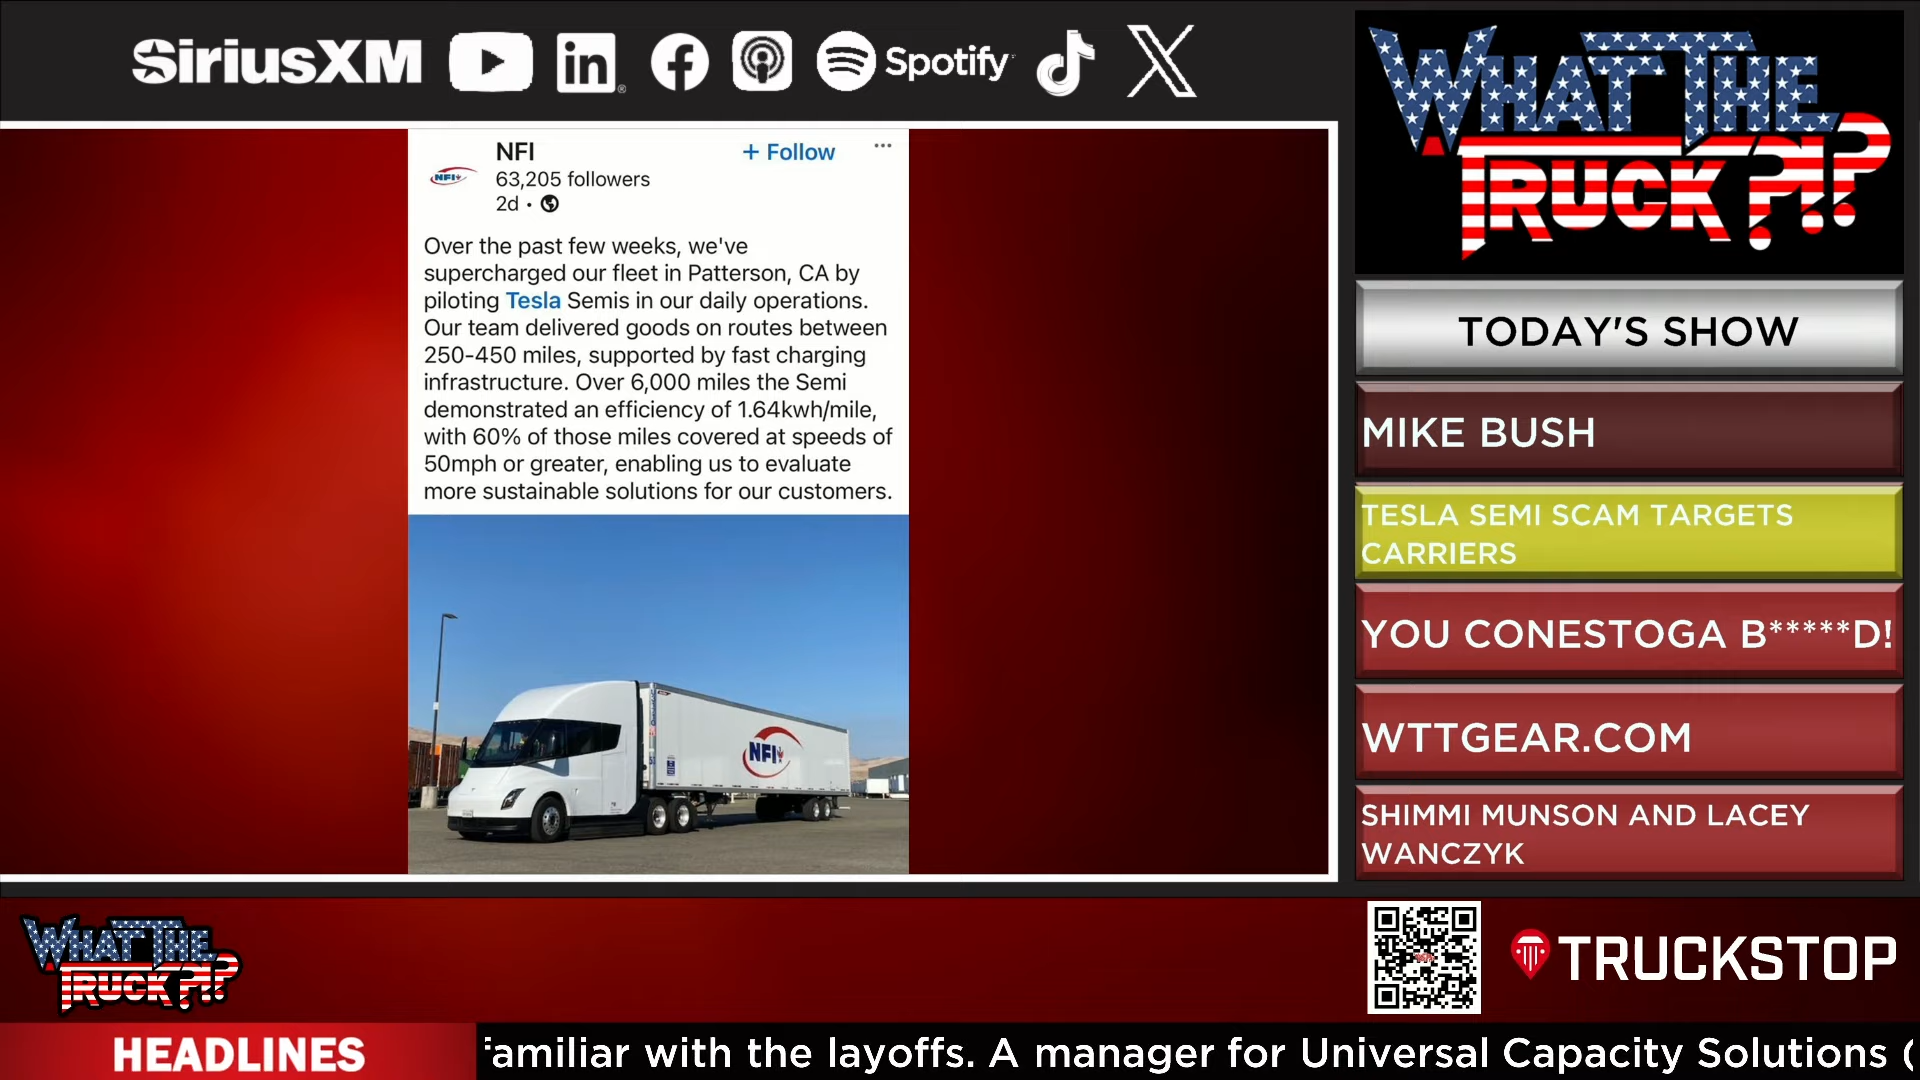 SiriusXM
in
Spotify
WHAT THE
TRUCK?!?
NFI
+ Follow
63,205 followers
2d •
NFI
Over the past few weeks, we've
supercharged our fleet in Patterson, CA by
piloting Tesla Semis in our daily operations.
Our team delivered goods on routes between
250-450 miles, supported by fast charging
infrastructure. Over 6,000 miles the Semi
demonstrated an efficiency of 1.64kwh/mile,
with 60% of those miles covered at speeds of
50mph or greater, enabling us to evaluate
more sustainable solutions for our customers.
NFI
TODAY'S SHOW
MIKE BUSH
TESLA SEMI SCAM TARGETS
CARRIERS
YOU CONESTOGA B*****D!
WTTGEAR.COM
SHIMMI MUNSON AND LACEY
WANCZYK
WHAT THE
TRUCK?!?
TRUCKSTOP
HEADLINES
familiar with the layoffs. A manager for Universal Capacity Solutions (